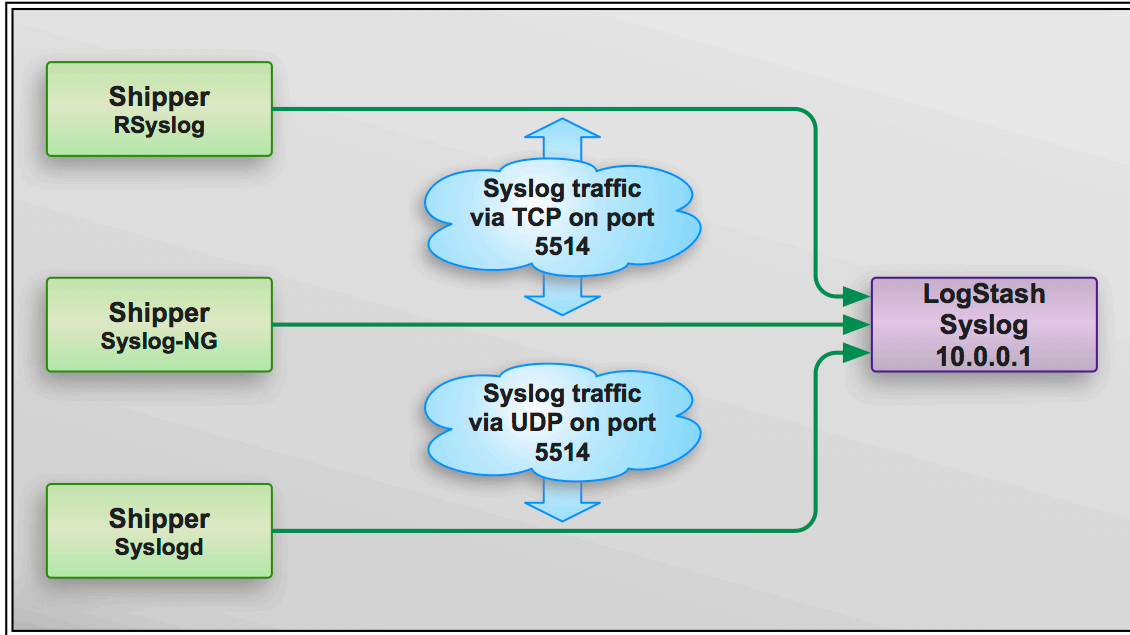 Shipper
RSyslog
Syslog traffic
via TCP on port
5514
Shipper
Syslog-NG
LogStash
Syslog
10.0.0.1
Syslog traffic
via UDP on port
5514
Shipper
Syslogd